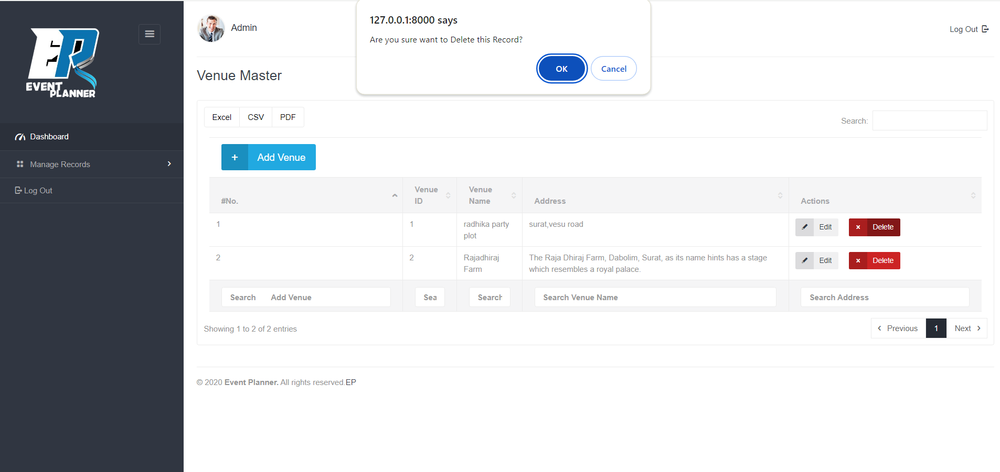 127.0.0.1:8000 says
Are you sure want to Delete this Record?
OK
Cancel
EP
EVENT
PLANNER
Admin
Log Out
Venue Master
Dashboard
Manage Records
Log Out
Excel
CSV
PDF
Search:
+ Add Venue
#No.
Venue
ID
Venue
Name
Address
Actions
1
1
radhika party
plot
surat,vesu road
Edit
Delete
2
2
Rajadhiraj
Farm
The Raja Dhiraj Farm, Dabolim, Surat, as its name hints has a stage
which resembles a royal palace.
Edit
Delete
Search Add Venue
Sea
Search
Search Venue Name
Search Address
Showing 1 to 2 of 2 entries
Previous
1
Next
© 2020 Event Planner. All rights reserved.EP